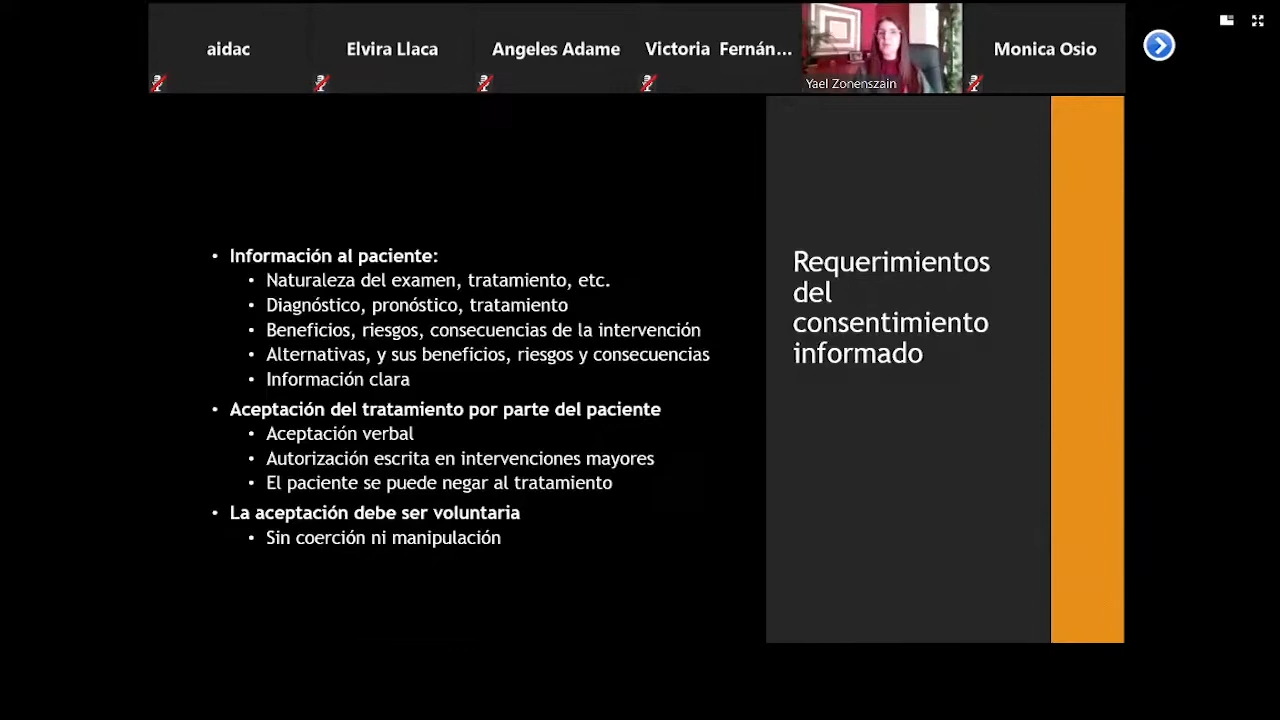 aidac
Elvira Llaca
Angeles Adame
Victoria Fernán...
Yael Zonenszain
Monica Osio
• Información al paciente:
• Naturaleza del examen, tratamiento, etc.
• Diagnóstico, pronóstico, tratamiento
• Beneficios, riesgos, consecuencias de la intervención
• Alternativas, y sus beneficios, riesgos y consecuencias
• Información clara
• Aceptación del tratamiento por parte del paciente
• Aceptación verbal
• Autorización escrita en intervenciones mayores
• El paciente se puede negar al tratamiento
• La aceptación debe ser voluntaria
• Sin coerción ni manipulación
Requerimientos
del
consentimiento
informado